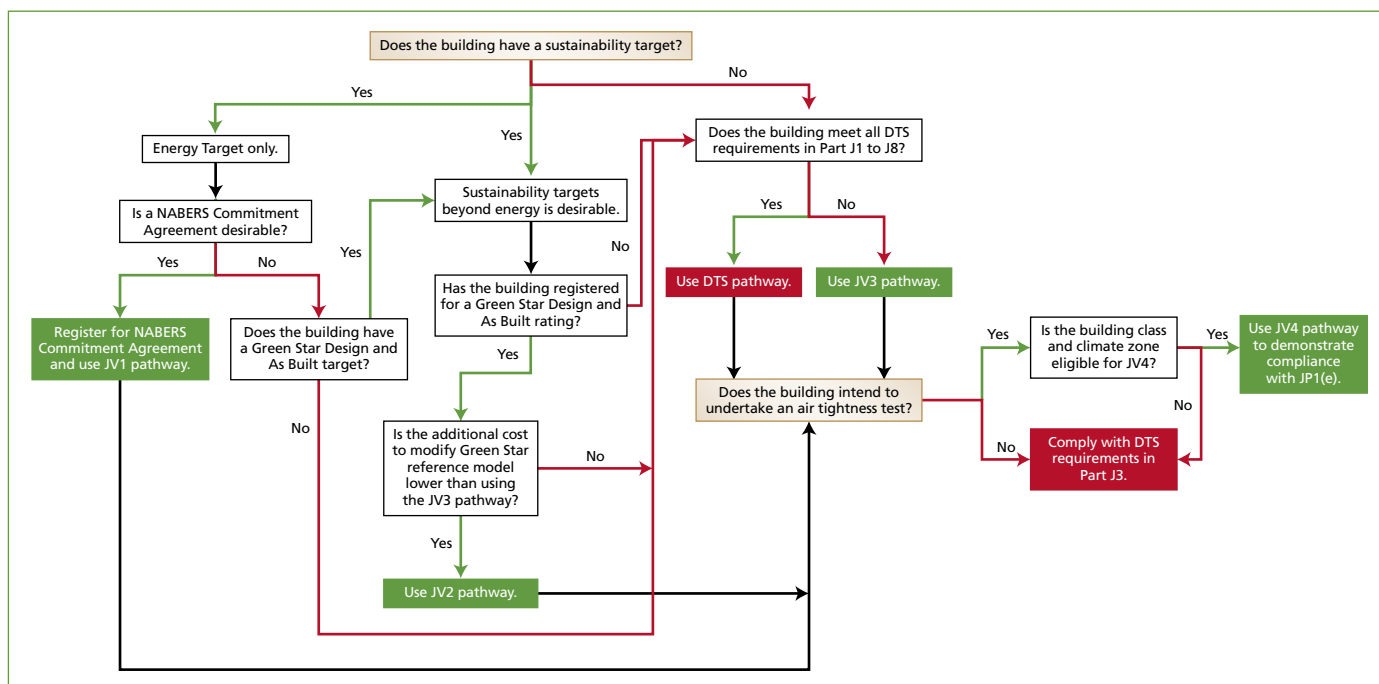 Does the building have a sustainability target?
No
Yes
Yes
Energy Target only.
Does the building meet all DTS
requirements in Part J1 to J8?
Sustainability targets
beyond energy is desirable.
Is a NABERS Commitment
Agreement desirable?
Yes
No
Yes
No
Yes
No
Use DTS pathway.
Use JV3 pathway.
Has the building registered
for a Green Star Design and
As Built rating?
Register for NABERS
Commitment Agreement
and use JV1 pathway.
Does the building have
a Green Star Design and
As Built target?
Yes
Is the building class
and climate zone
eligible for JV4?
Yes
Use JV4 pathway
to demonstrate
compliance
with JP1(e).
Yes
Does the building intend to
undertake an air tightness test?
No
No
Is the additional cost
to modify Green Star
reference model
lower than using
the JV3 pathway?
No
No
Comply with DTS
requirements in
Part J3.
Yes
Use JV2 pathway.